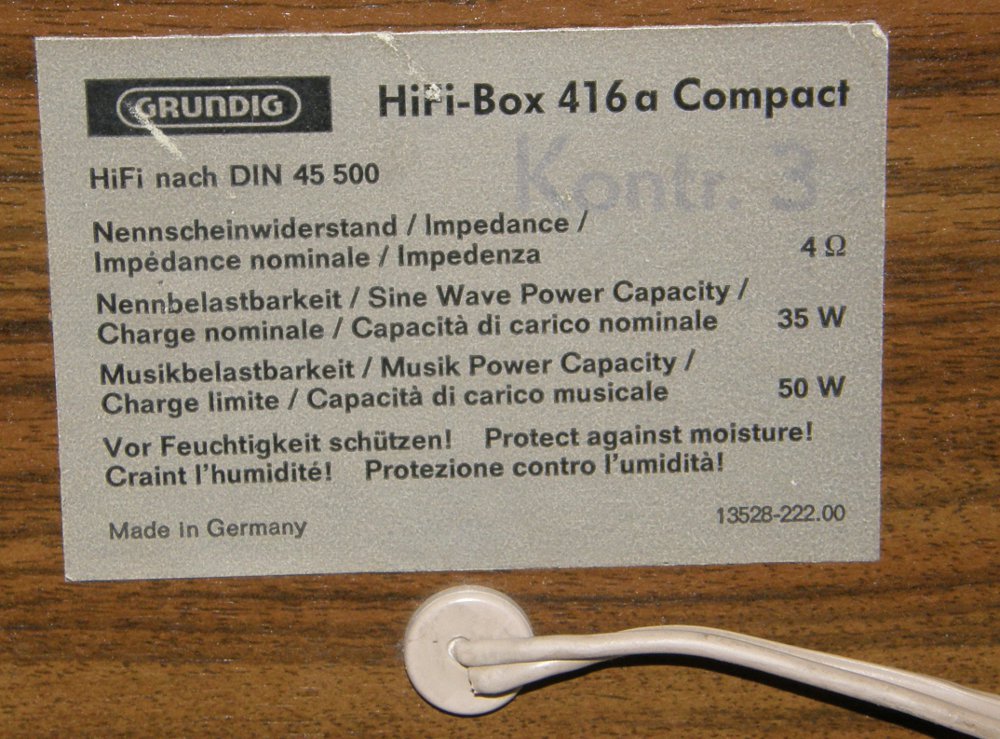 GRUNDIG
HiFi-Box 416 a Compact
Kontr. 3
HiFi nach DIN 45 500
Nennscheinwiderstand / Impedance /
Impédance nominale / Impedenza 4 Ω
Nennbelastbarkeit / Sine Wave Power Capacity /
Charge nominale / Capacità di carico nominale 35 W
Musikbelastbarkeit / Musik Power Capacity /
Charge limite / Capacità di carico musicale 50 W
Vor Feuchtigkeit schützen! Protect against moisture!
Craint l'humidité! Protezione contro l'umidità!
Made in Germany 13528-222.00